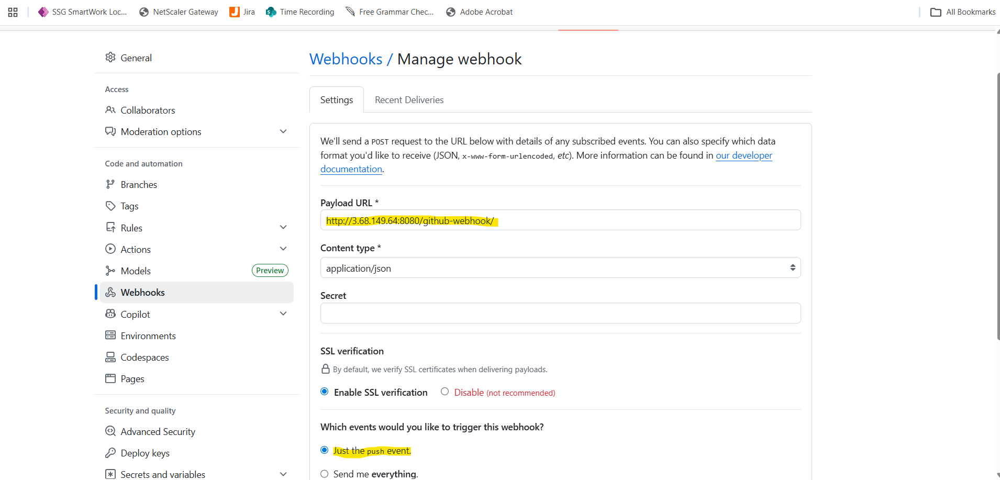 SSG SmartWork Loc... NetScaler Gateway Jira Time Recording Free Grammar Chec... Adobe Acrobat All Bookmarks
General
Access
Collaborators
Moderation options
Code and automation
Branches
Tags
Rules
Actions
Models Preview
Webhooks
Copilot
Environments
Codespaces
Pages
Security and quality
Advanced Security
Deploy keys
Secrets and variables
Webhooks / Manage webhook
Settings Recent Deliveries
We'll send a POST request to the URL below with details of any subscribed events. You can also specify which data
format you'd like to receive (JSON, x-www-form-urlencoded, etc). More information can be found in our developer
documentation.
Payload URL *
http://3.68.149.64:8080/github-webhook/
Content type *
application/json
Secret
SSL verification
By default, we verify SSL certificates when delivering payloads.
Enable SSL verification Disable (not recommended)
Which events would you like to trigger this webhook?
Just the push event.
Send me everything.